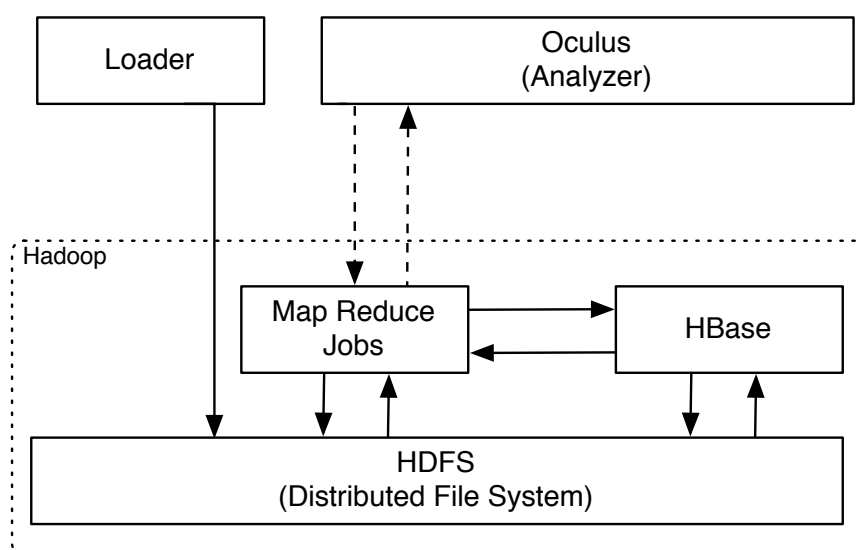 Loader
Oculus
(Analyzer)
Hadoop
Map Reduce
Jobs
HBase
HDFS
(Distributed File System)